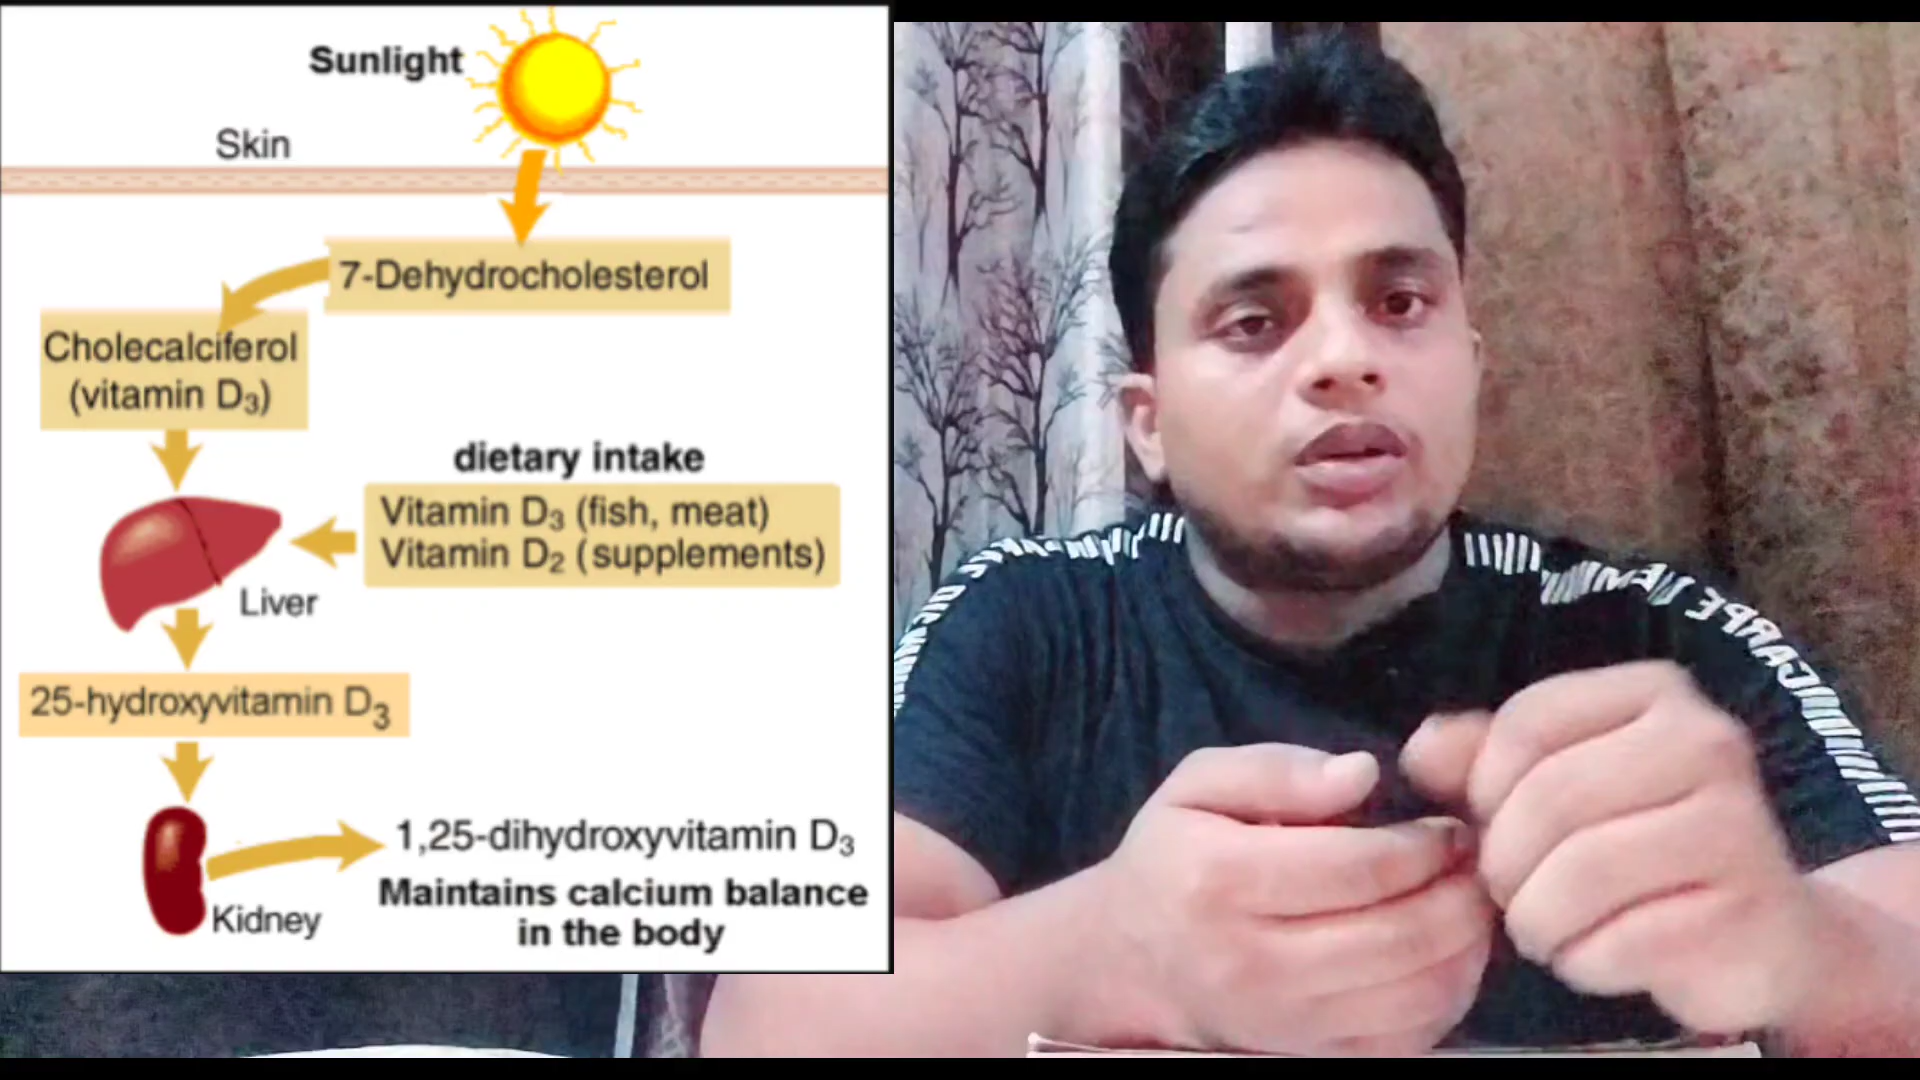 Sunlight
Skin
7-Dehydrocholesterol
Cholecalciferol
(vitamin D₃)
dietary intake
Vitamin D₃ (fish, meat)
Vitamin D₂ (supplements)
Liver
25-hydroxyvitamin D₃
1,25-dihydroxyvitamin D₃
Kidney
Maintains calcium balance
in the body